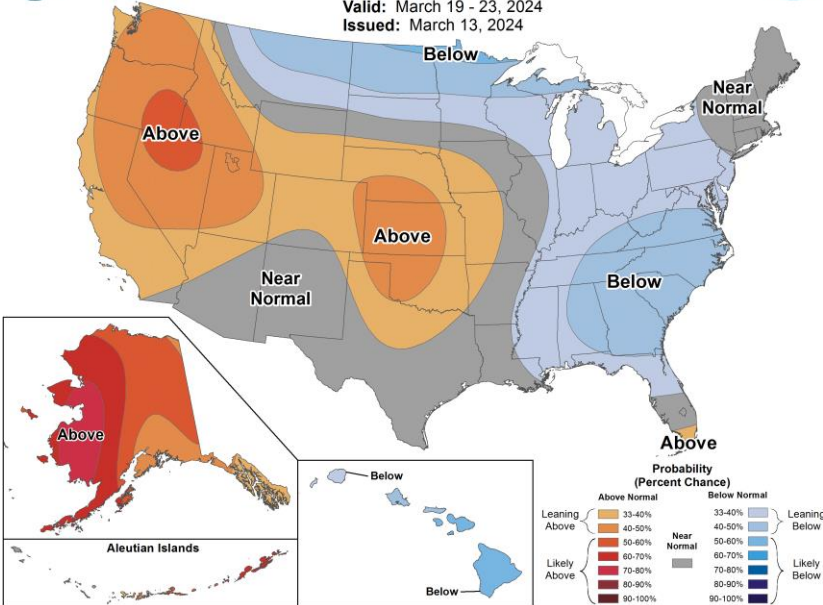 Valid: March 19 - 23, 2024
Issued: March 13, 2024
Below
Near
Normal
Above
Above
Near
Normal
Below
Above
Above
Aleutian Islands
Below
Below
Probability
(Percent Chance)
Above Normal
Below Normal
Leaning
Above
33-40%
40-50%
50-60%
60-70%
70-80%
80-90%
90-100%
Likely
Above
Near
Normal
33-40%
40-50%
50-60%
60-70%
70-80%
80-90%
90-100%
Leaning
Below
Likely
Below